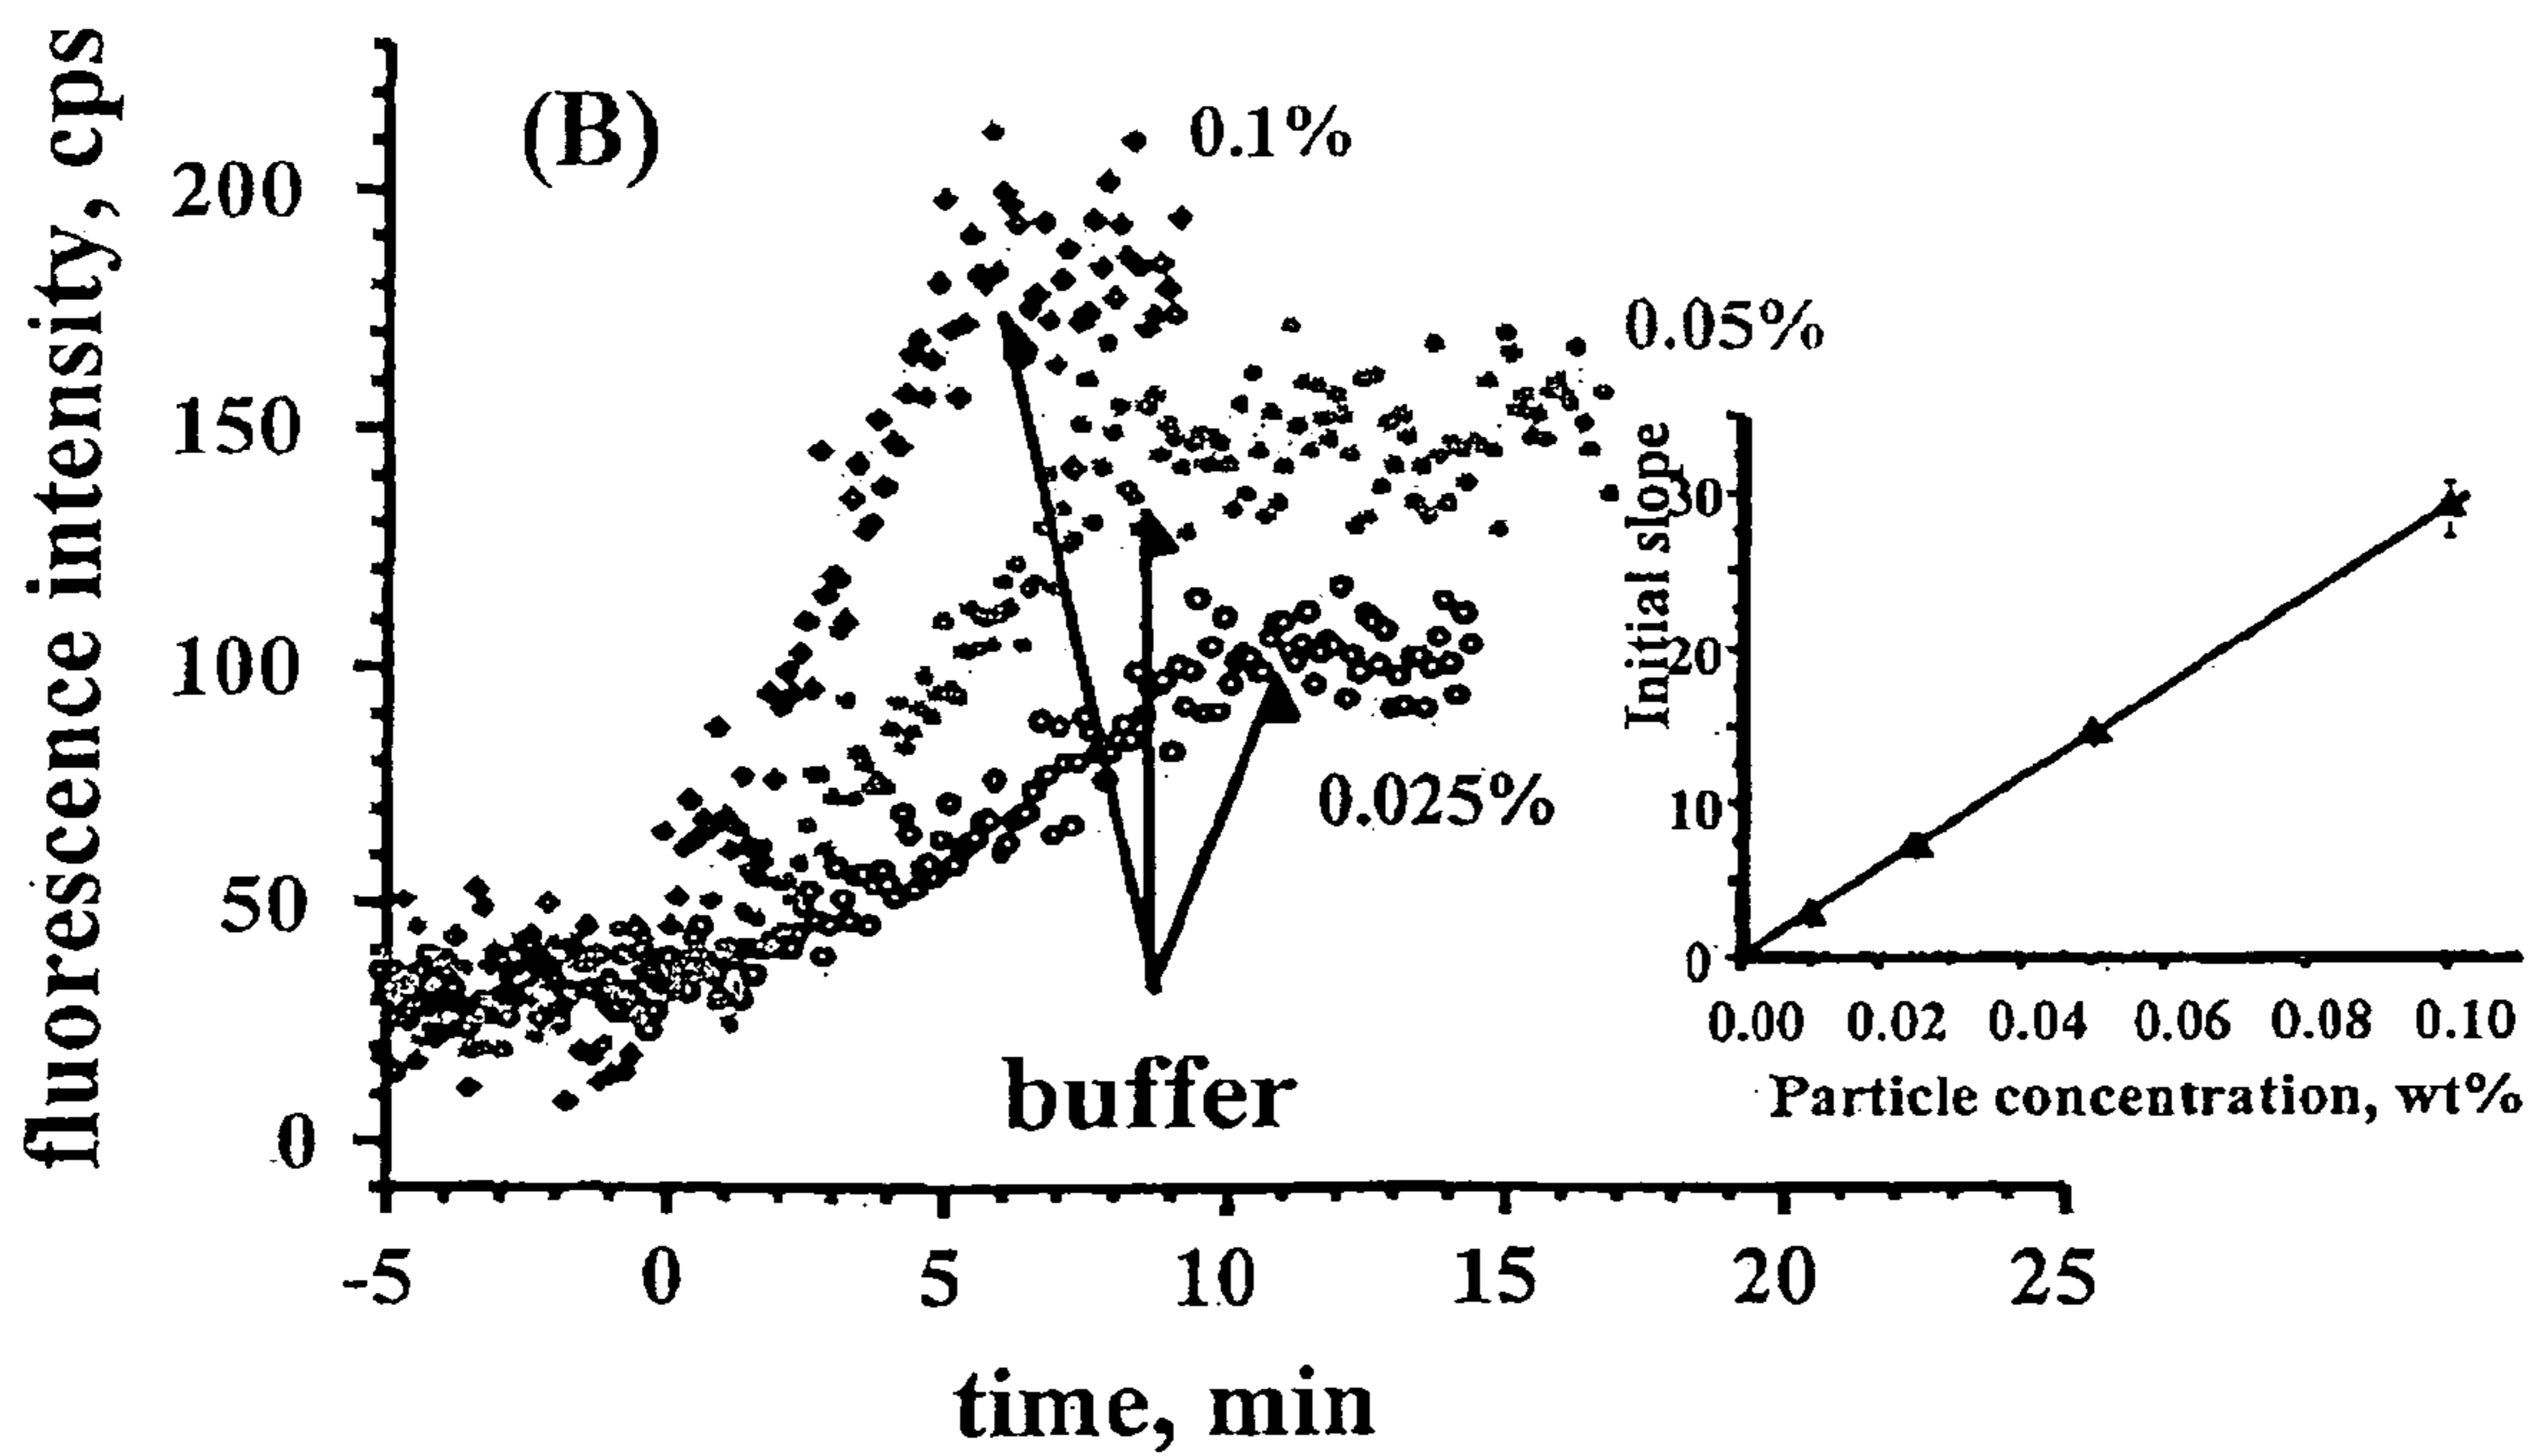 fluorescence intensity, cps
(B)
200
150
100
50
0
0.1%
0.05%
0.025%
buffer
-5 0 5 10 15 20 25
time, min
Initial slope
30
20
10
0
0.00 0.02 0.04 0.06 0.08 0.10
Particle concentration, wt%